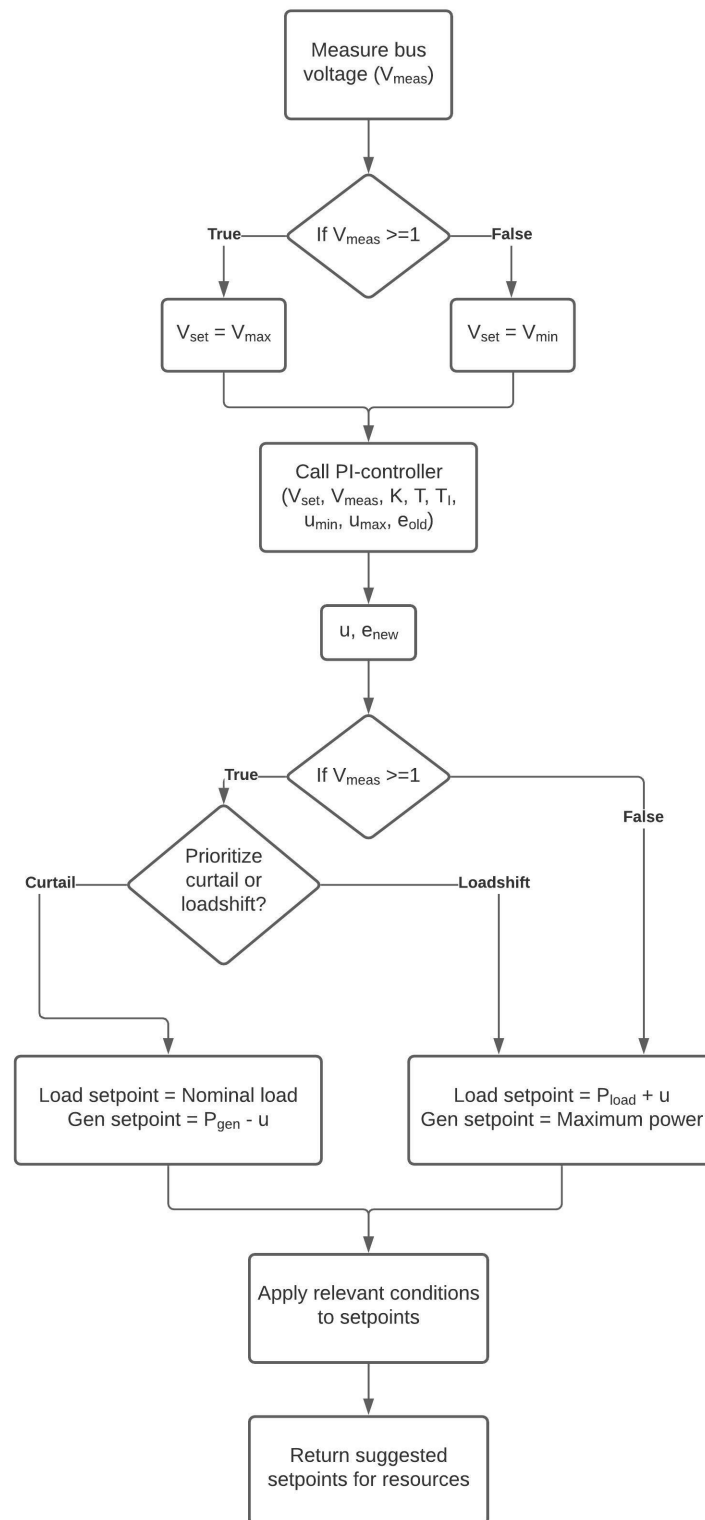 Measure bus
voltage (Vmeas)
If Vmeas >=1
True
False
Vset = Vmax
Vset = Vmin
Call PI-controller
(Vset, Vmeas, K, T, TI,
umin, umax, eold)
u, enew
If Vmeas >=1
True
False
Prioritize
curtail or
loadshift?
Curtail
Loadshift
Load setpoint = Nominal load
Gen setpoint = Pgen - u
Load setpoint = Pload + u
Gen setpoint = Maximum power
Apply relevant conditions
to setpoints
Return suggested
setpoints for resources